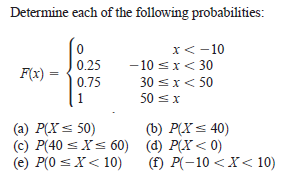 Determine each of the following probabilities:
0 x < −10
0.25 −10 ≤ x < 30
F(x) =
0.75 30 ≤ x < 50
1 50 ≤ x
(a) P(X ≤ 50) (b) P(X ≤ 40)
(c) P(40 ≤ X ≤ 60) (d) P(X < 0)
(e) P(0 ≤ X < 10) (f) P(−10 < X < 10)